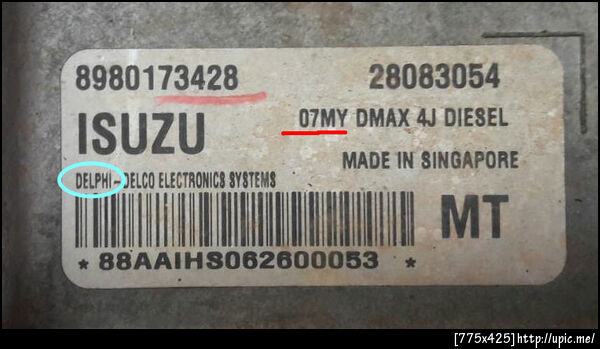 8980173428 28083054
ISUZU 07MY DMAX 4J DIESEL
MADE IN SINGAPORE
DELPHI-DELCO ELECTRONICS SYSTEMS
MT
*88AAIHS062600053 *
[775x425]http://upic.me/